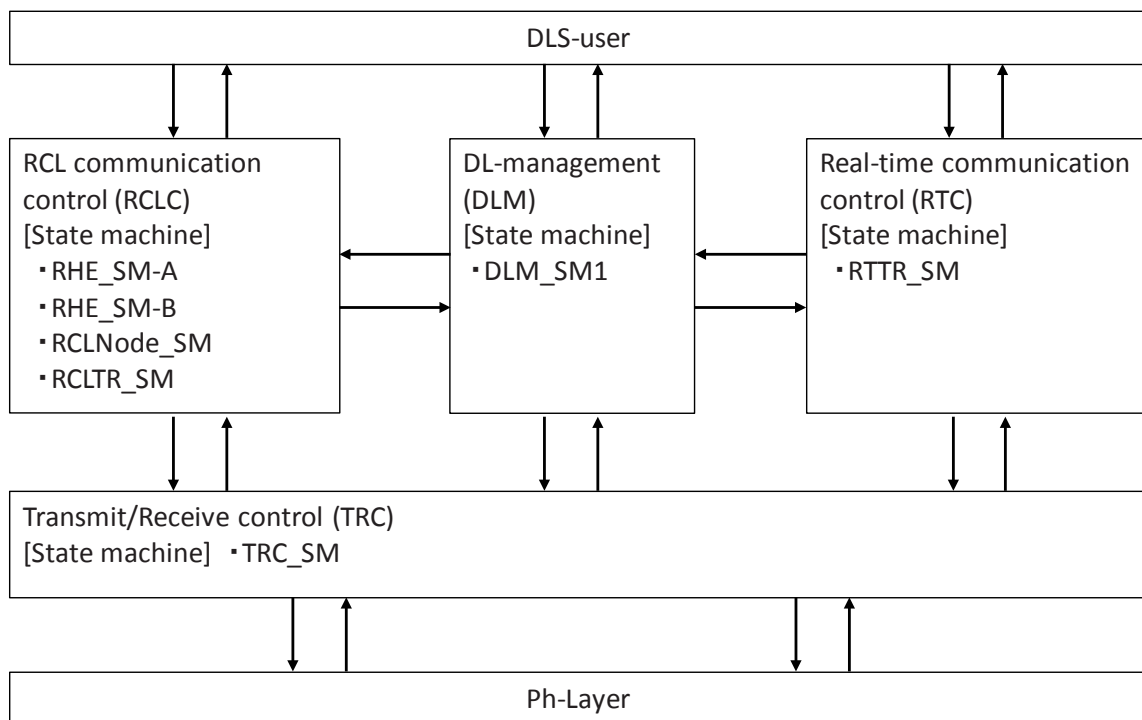 DLS-user
RCL communication
control (RCLC)
[State machine]
・RHE_SM-A
・RHE_SM-B
・RCLNode_SM
・RCLTR_SM
DL-management
(DLM)
[State machine]
・DLM_SM1
Real-time communication
control (RTC)
[State machine]
・RTTR_SM
Transmit/Receive control (TRC)
[State machine] ・TRC_SM
Ph-Layer